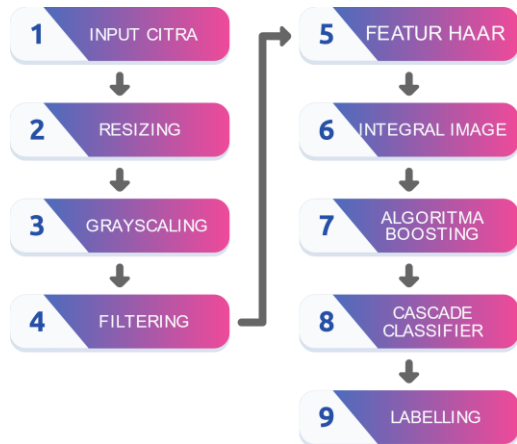 1 INPUT CITRA
2 RESIZING
3 GRAYSCALING
4 FILTERING
5 FEATUR HAAR
6 INTEGRAL IMAGE
7 ALGORITMA
BOOSTING
8 CASCADE
CLASSIFIER
9 LABELLING